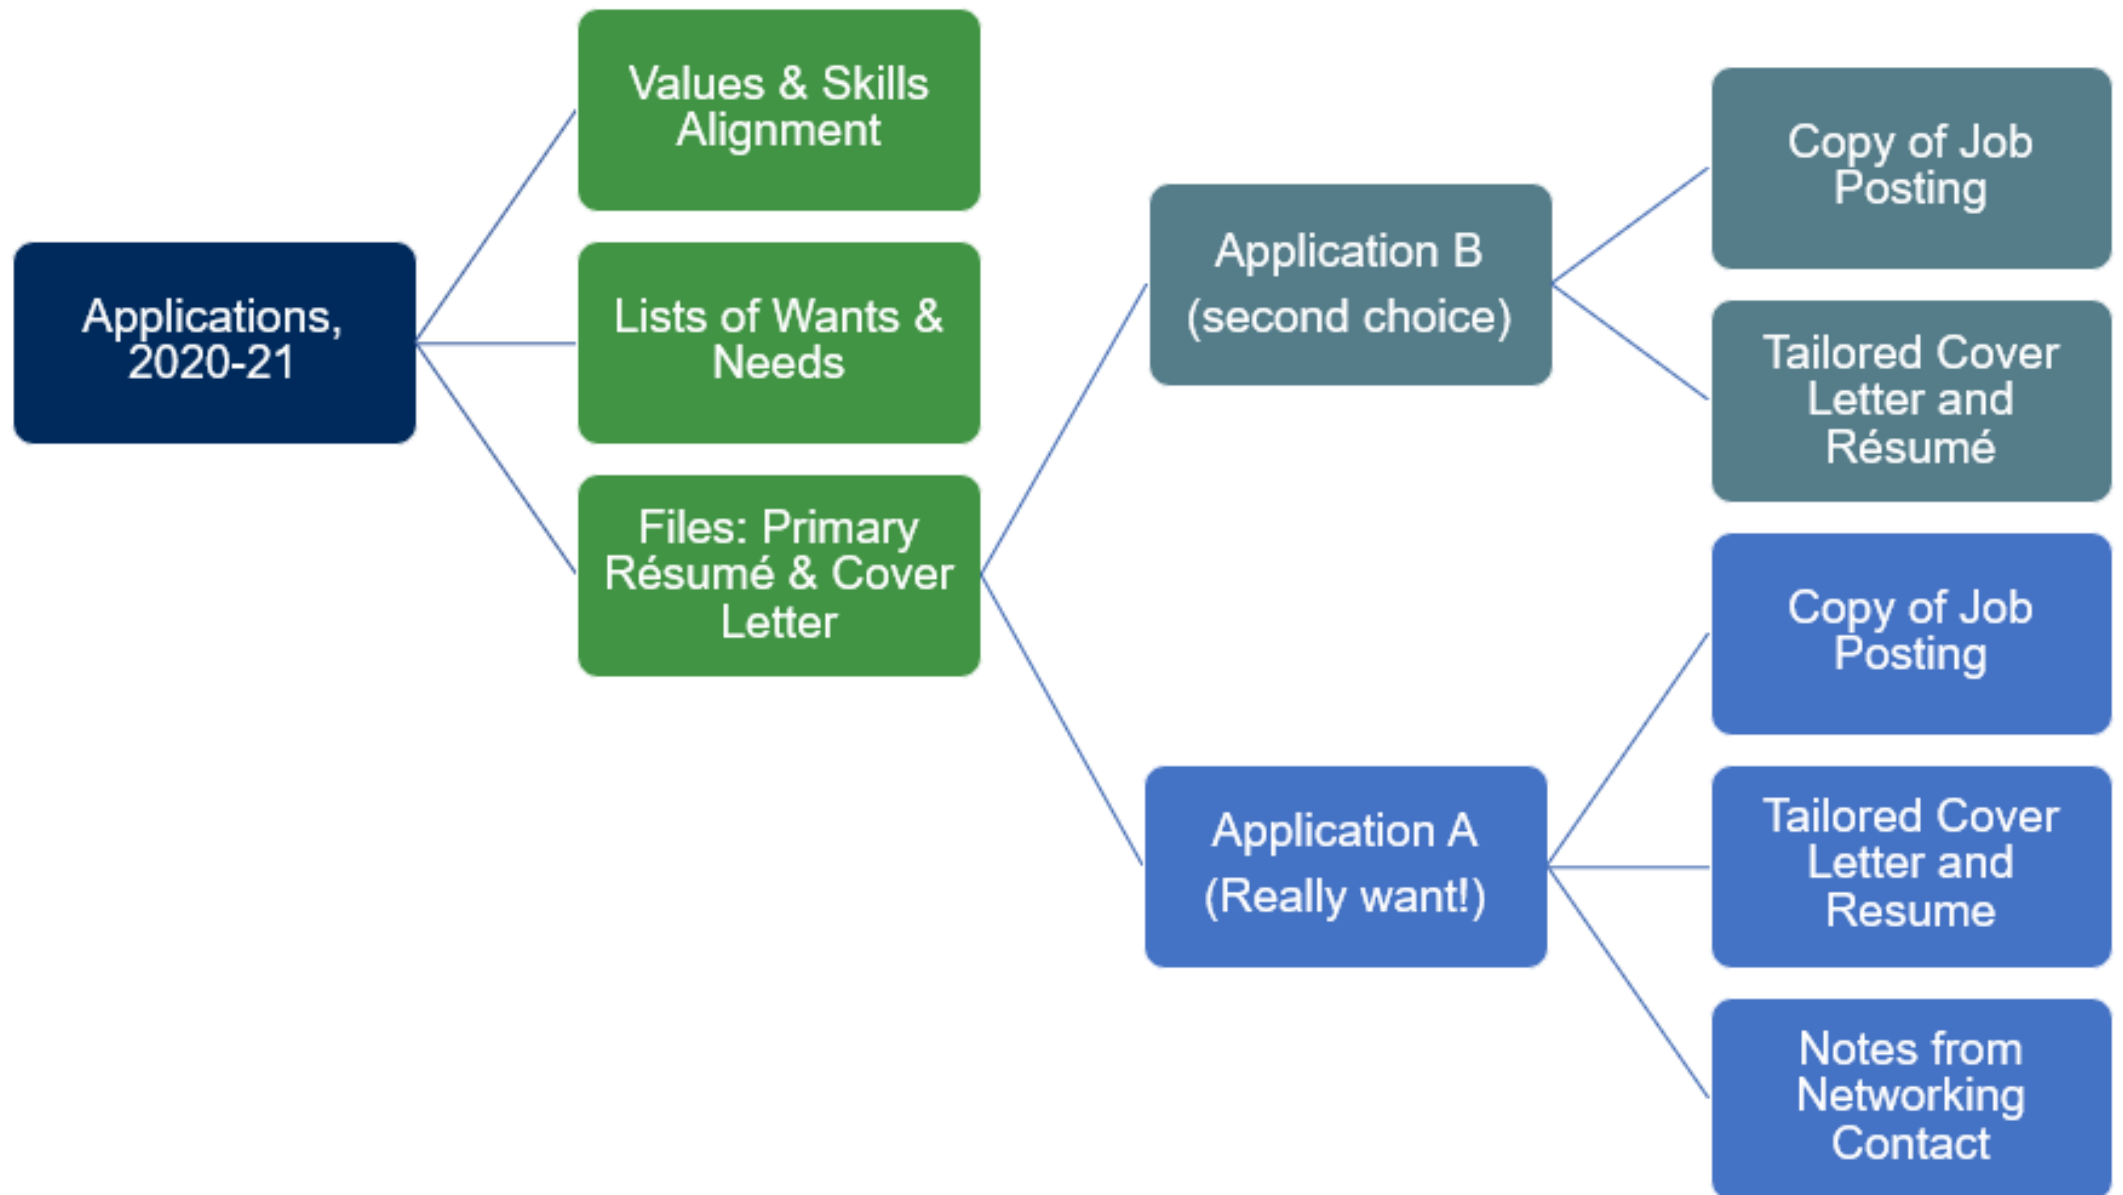 Applications,
2020-21
Values & Skills
Alignment
Lists of Wants &
Needs
Files: Primary
Résumé & Cover
Letter
Application B
(second choice)
Copy of Job
Posting
Tailored Cover
Letter and
Résumé
Application A
(Really want!)
Copy of Job
Posting
Tailored Cover
Letter and
Resume
Notes from
Networking
Contact